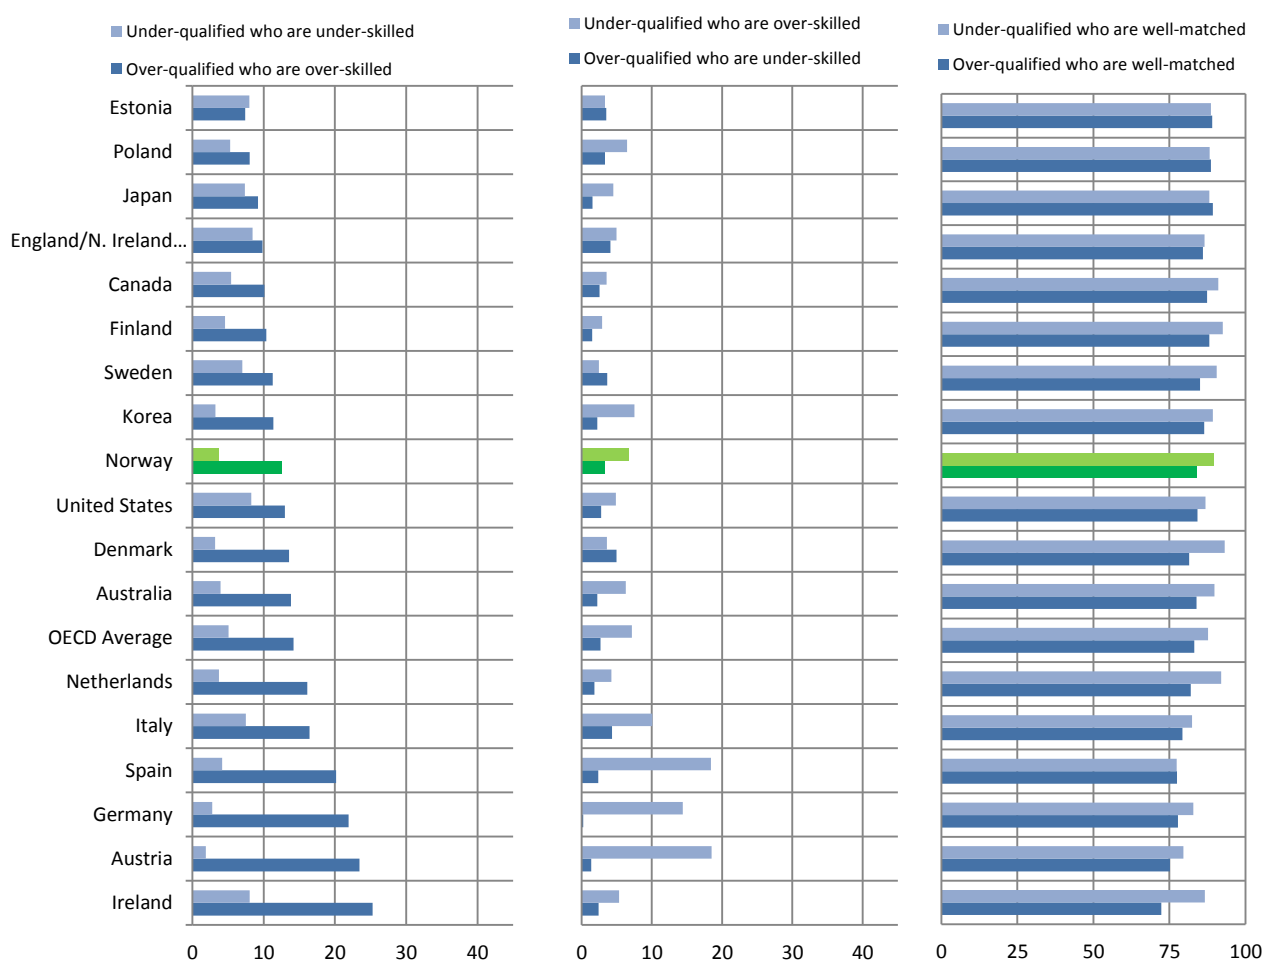 Under-qualified who are under-skilled
Over-qualified who are over-skilled
Under-qualified who are over-skilled
Over-qualified who are under-skilled
Under-qualified who are well-matched
Over-qualified who are well-matched
Estonia
Poland
Japan
England/N. Ireland...
Canada
Finland
Sweden
Korea
Norway
United States
Denmark
Australia
OECD Average
Netherlands
Italy
Spain
Germany
Austria
Ireland
0 10 20 30 40
0 10 20 30 40
0 25 50 75 100